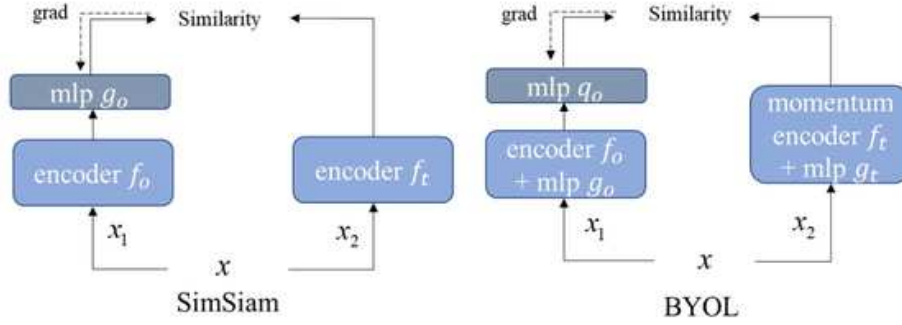 grad
Similarity
mlp g_o
encoder f_o
encoder f_t
x_1
x_2
x
SimSiam
grad
Similarity
mlp q_o
encoder f_o
+ mlp g_o
momentum
encoder f_t
+ mlp g_t
x_1
x_2
x
BYOL